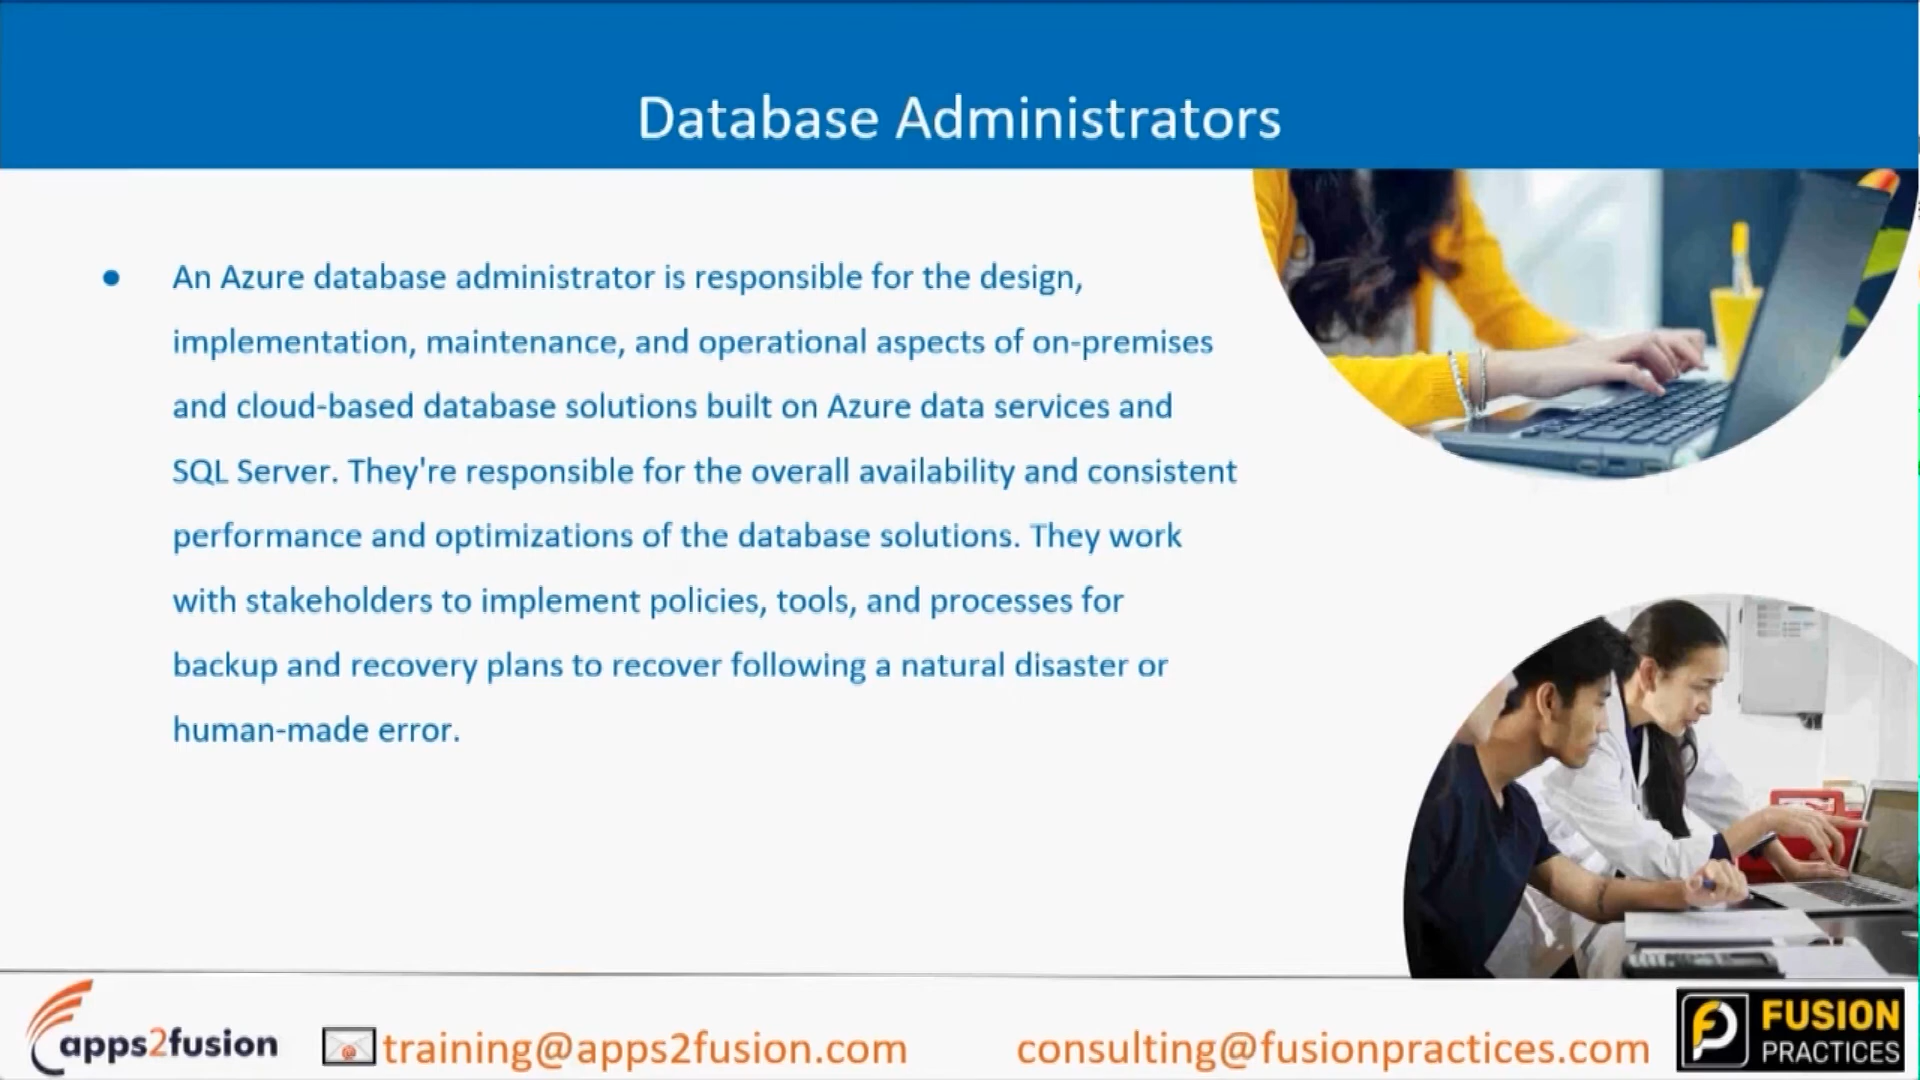 Database Administrators
● An Azure database administrator is responsible for the design,
implementation, maintenance, and operational aspects of on-premises
and cloud-based database solutions built on Azure data services and
SQL Server. They're responsible for the overall availability and consistent
performance and optimizations of the database solutions. They work
with stakeholders to implement policies, tools, and processes for
backup and recovery plans to recover following a natural disaster or
human-made error.
apps2fusion
training@apps2fusion.com
consulting@fusionpractices.com
FUSION
PRACTICES